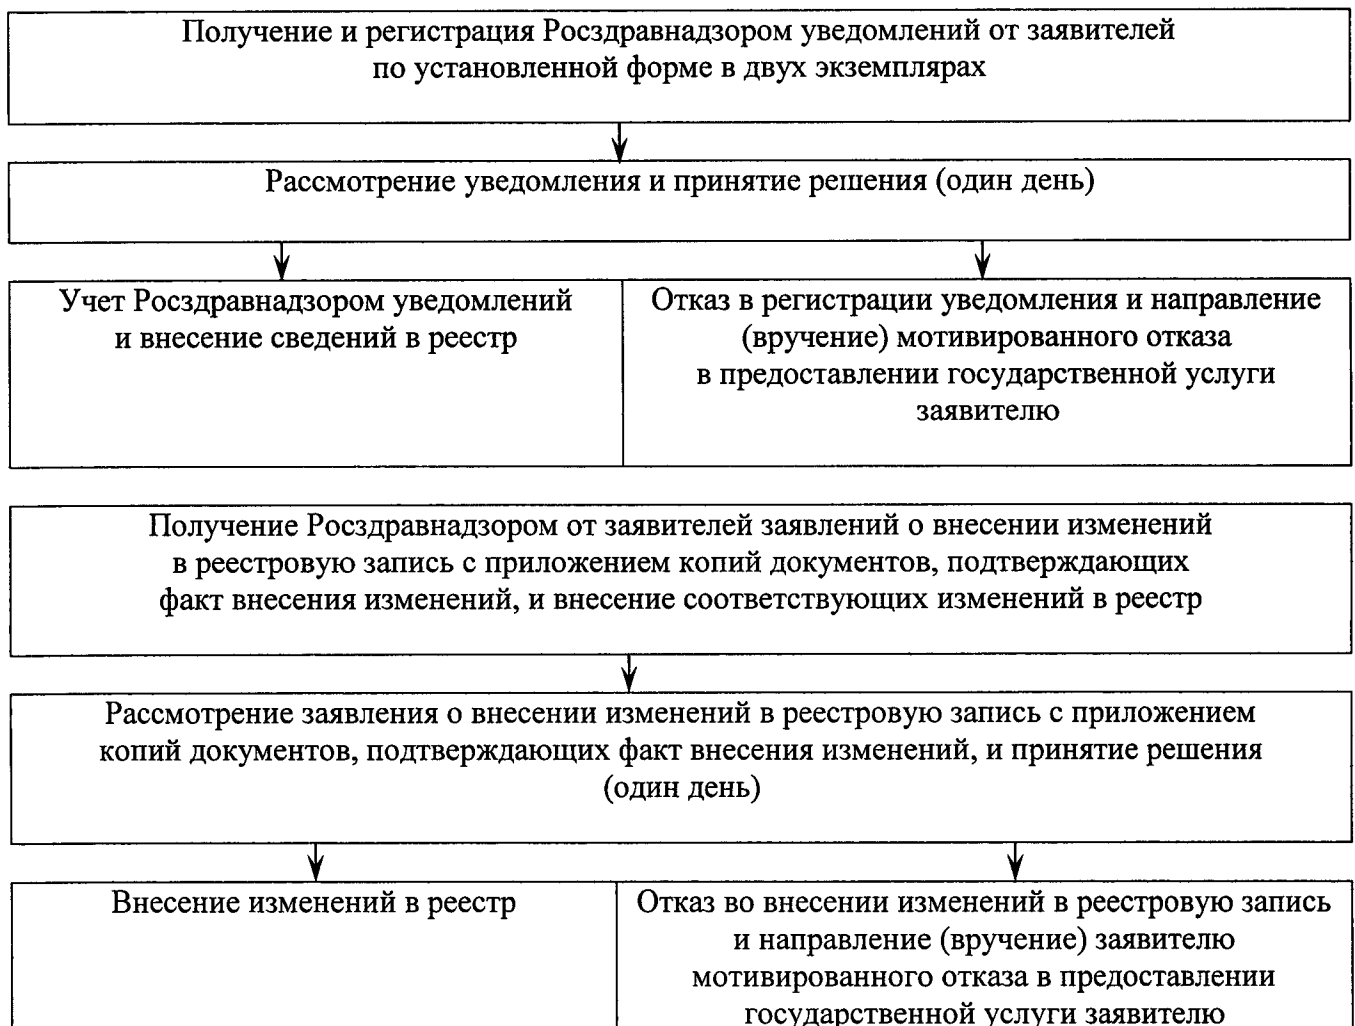 Получение и регистрация Росздравнадзором уведомлений от заявителей
по установленной форме в двух экземплярах
Рассмотрение уведомления и принятие решения (один день)
Учет Росздравнадзором уведомлений
и внесение сведений в реестр
Отказ в регистрации уведомления и направление
(вручение) мотивированного отказа
в предоставлении государственной услуги
заявителю
Получение Росздравнадзором от заявителей заявлений о внесении изменений
в реестровую запись с приложением копий документов, подтверждающих
факт внесения изменений, и внесение соответствующих изменений в реестр
Рассмотрение заявления о внесении изменений в реестровую запись с приложением
копий документов, подтверждающих факт внесения изменений, и принятие решения
(один день)
Внесение изменений в реестр
Отказ во внесении изменений в реестровую запись
и направление (вручение) заявителю
мотивированного отказа в предоставлении
государственной услуги заявителю